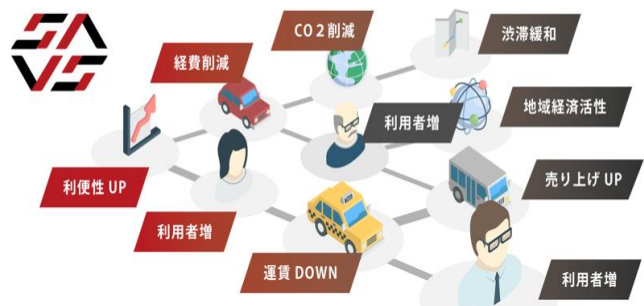 SAVS
CO2削減
渋滞緩和
経費削減
利用者増
地域経済活性
利便性 UP
売り上げ UP
利用者増
運賃 DOWN
利用者増